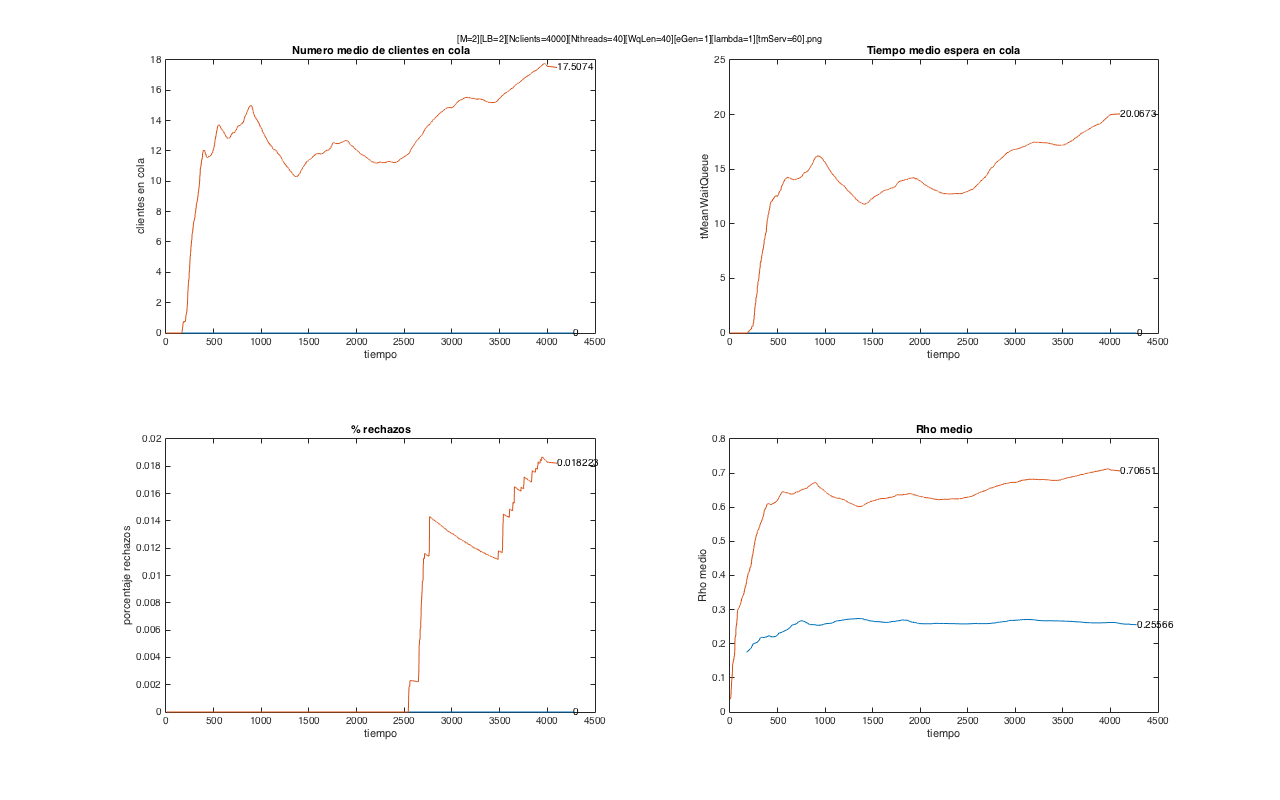 [M=2][LB=2][Nclients=4000][Nthreads=40][WqLen=40][eGen=1][lambda=1][tmServ=60].png
Numero medio de clientes en cola
18
16
14
12
10
8
6
4
2
0
clientes en cola
17.5074
0
0 500 1000 1500 2000 2500 3000 3500 4000 4500
tiempo
Tiempo medio espera en cola
25
20
15
10
5
0
tMeanWaitQueue
20.0673
0
0 500 1000 1500 2000 2500 3000 3500 4000 4500
tiempo
% rechazos
0.02
0.018
0.016
0.014
0.012
0.01
0.008
0.006
0.004
0.002
0
porcentaje rechazos
0.018223
0
0 500 1000 1500 2000 2500 3000 3500 4000 4500
tiempo
Rho medio
0.8
0.7
0.6
0.5
0.4
0.3
0.2
0.1
0
Rho medio
0.70651
0.25566
0 500 1000 1500 2000 2500 3000 3500 4000 4500
tiempo